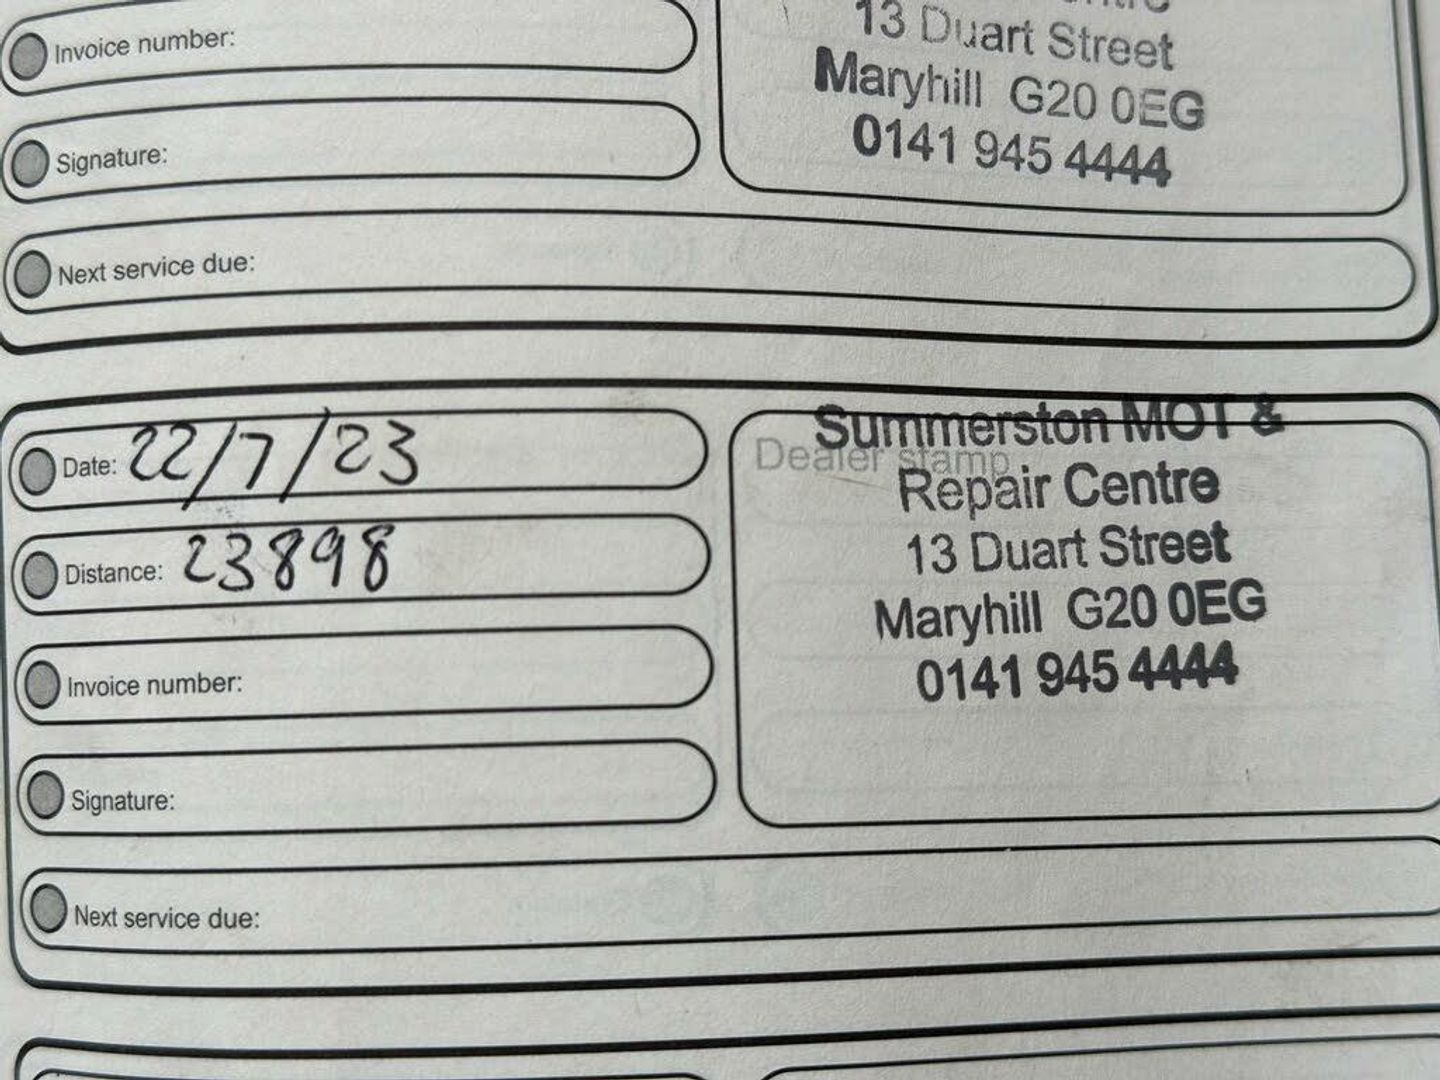 Invoice number:
13 Duart Street
Maryhill G20 0EG
Signature:
0141 945 4444
Next service due:
Summerston MOT &
Date: 22/7/23
Dealer stamp
Repair Centre
Distance: 23898
13 Duart Street
Maryhill G20 0EG
Invoice number:
0141 945 4444
Signature:
Next service due: